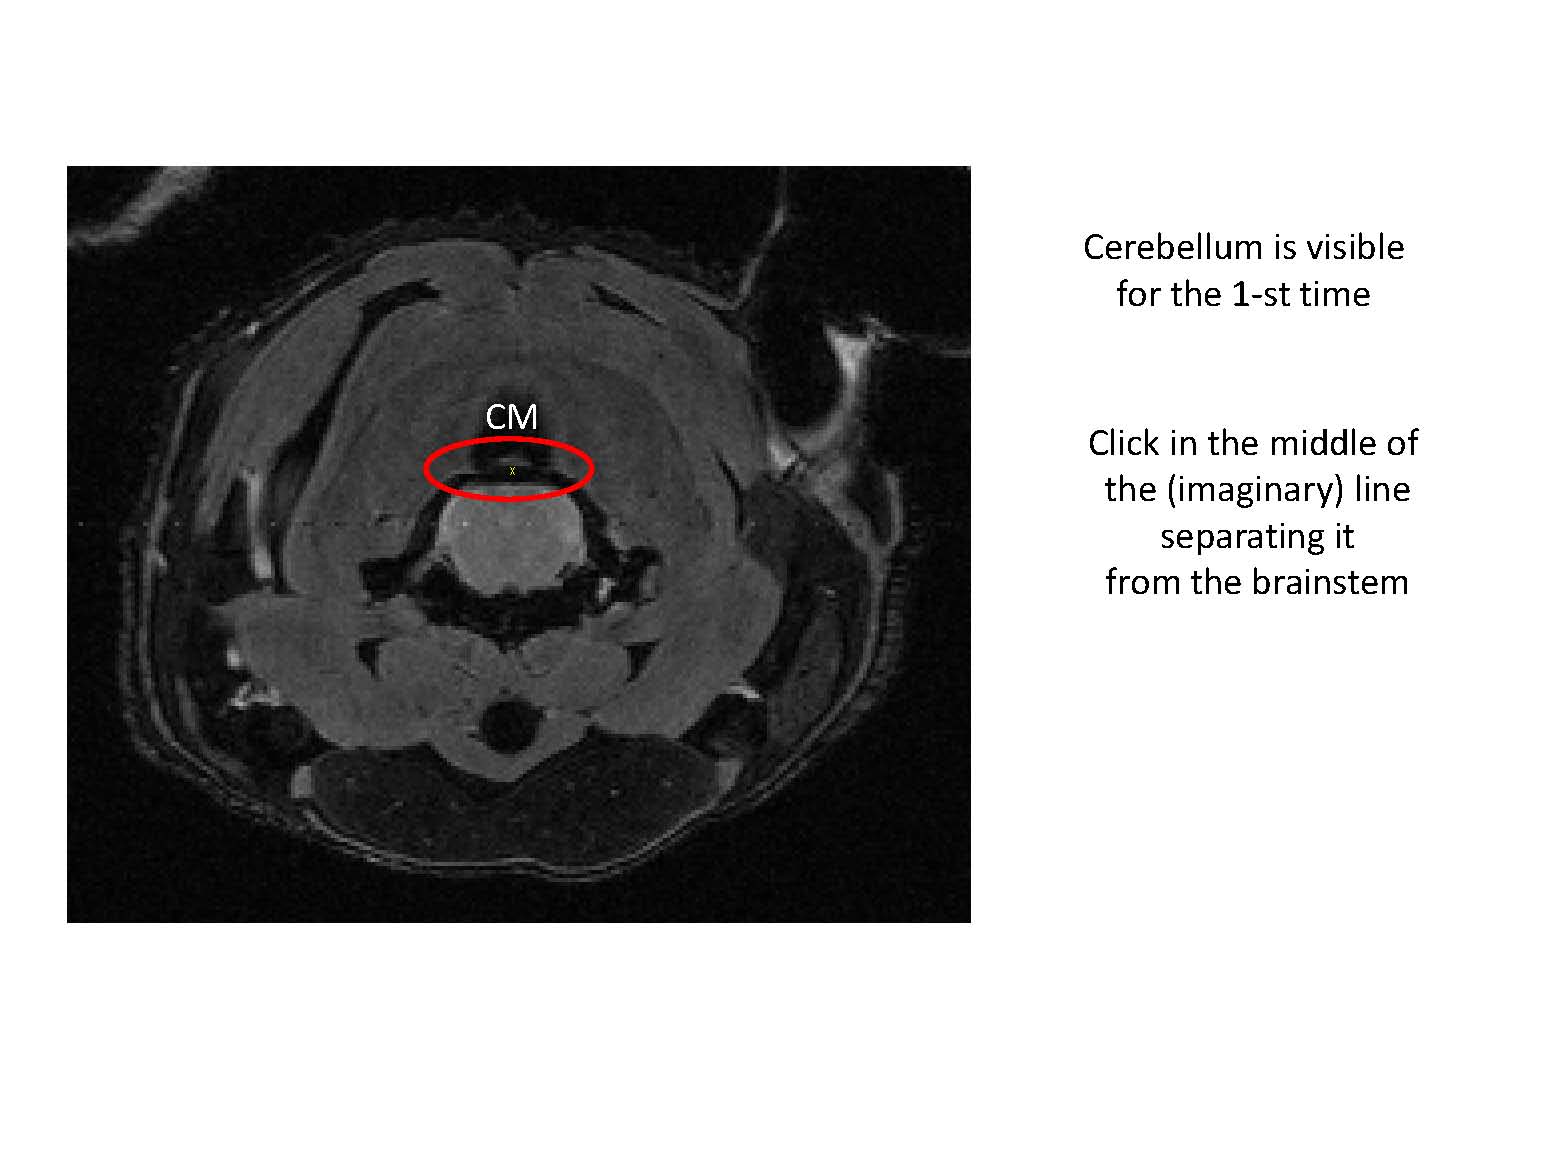 CM
x
Cerebellum is visible
for the 1-st time
Click in the middle of
the (imaginary) line
separating it
from the brainstem